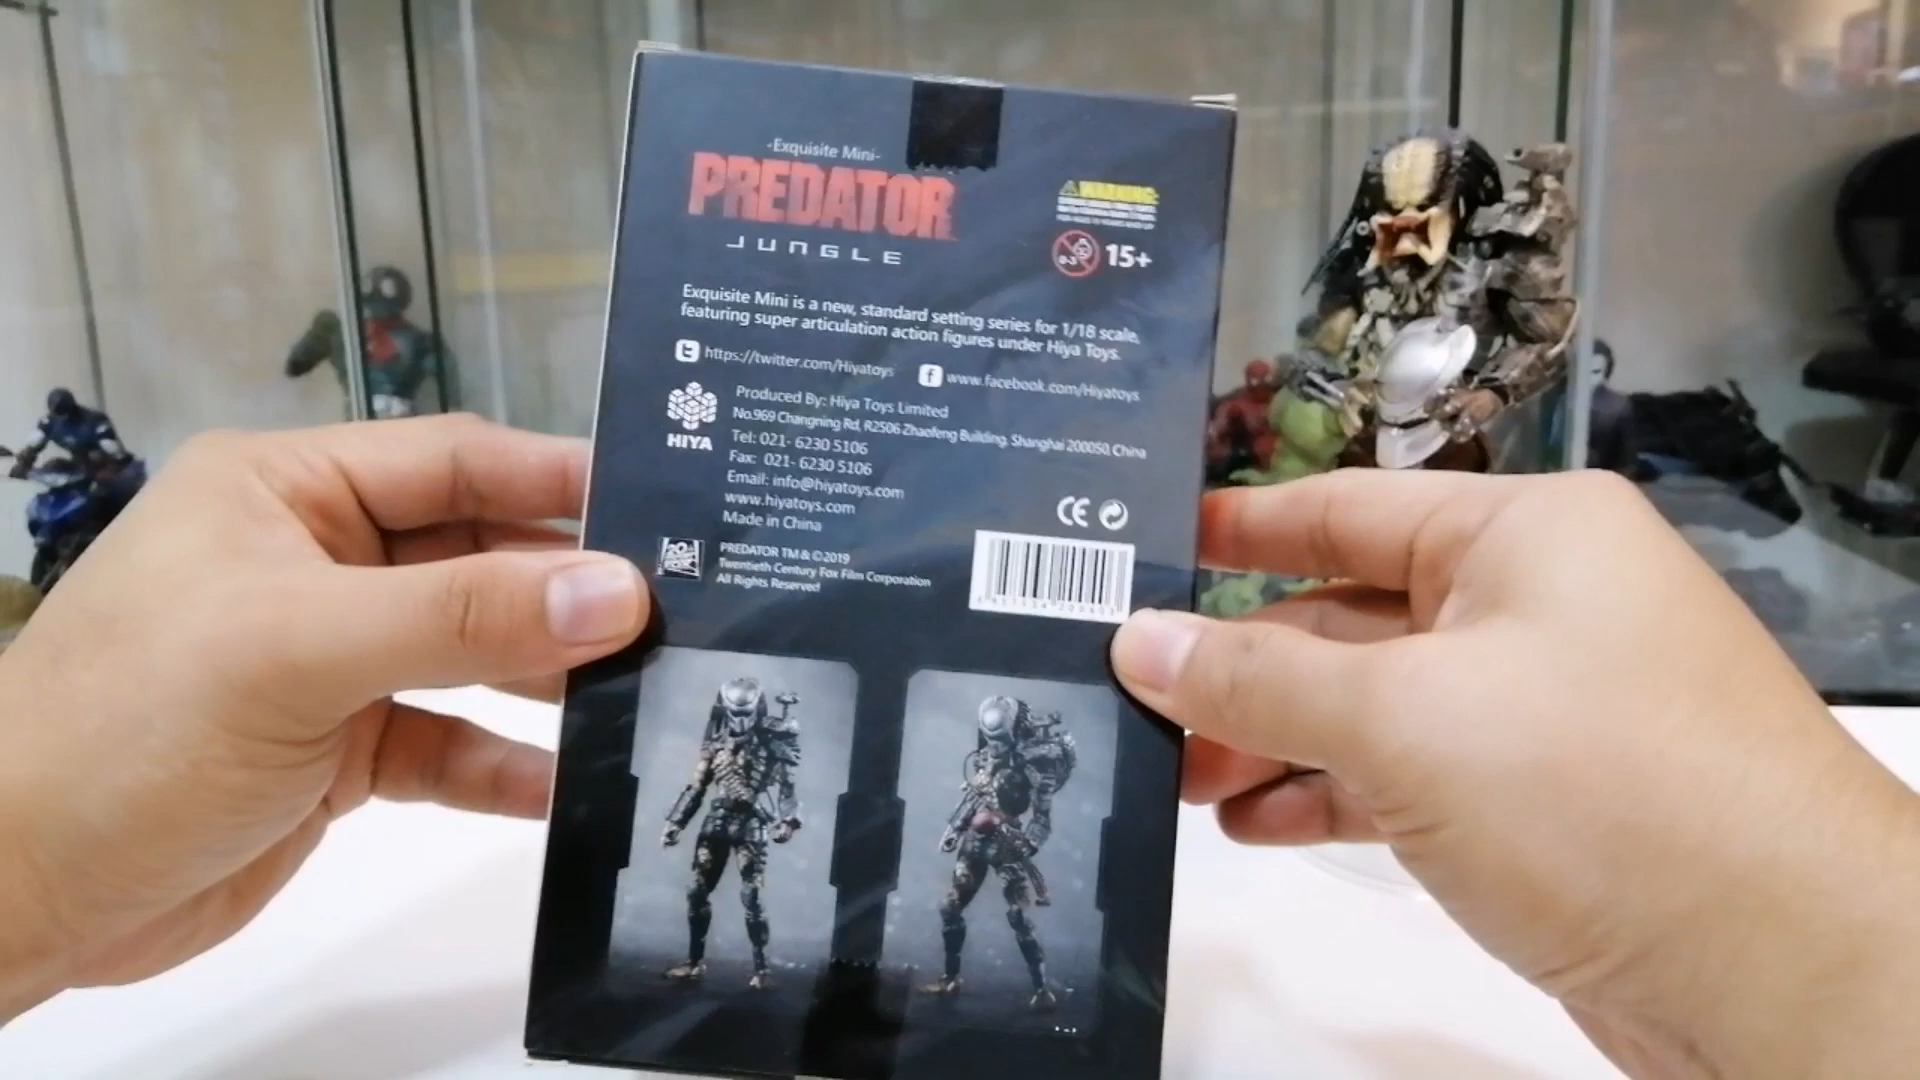 -Exquisite Mini-
PREDATOR
JUNGLE
WARNING:
0-3
15+
Exquisite Mini is a new, standard setting series for 1/18 scale,
featuring super articulation action figures under Hiya Toys.
https://twitter.com/Hiyatoys
www.facebook.com/Hiyatoys
HIYA
Produced By: Hiya Toys Limited
No.969 Changning Rd, R2506 Zhaofeng Building, Shanghai 200050, China
Tel: 021- 6230 5106
Fax: 021- 6230 5106
Email: info@hiyatoys.com
www.hiyatoys.com
Made in China
CE
PREDATOR TM & ©2019
Twentieth Century Fox Film Corporation
All Rights Reserved